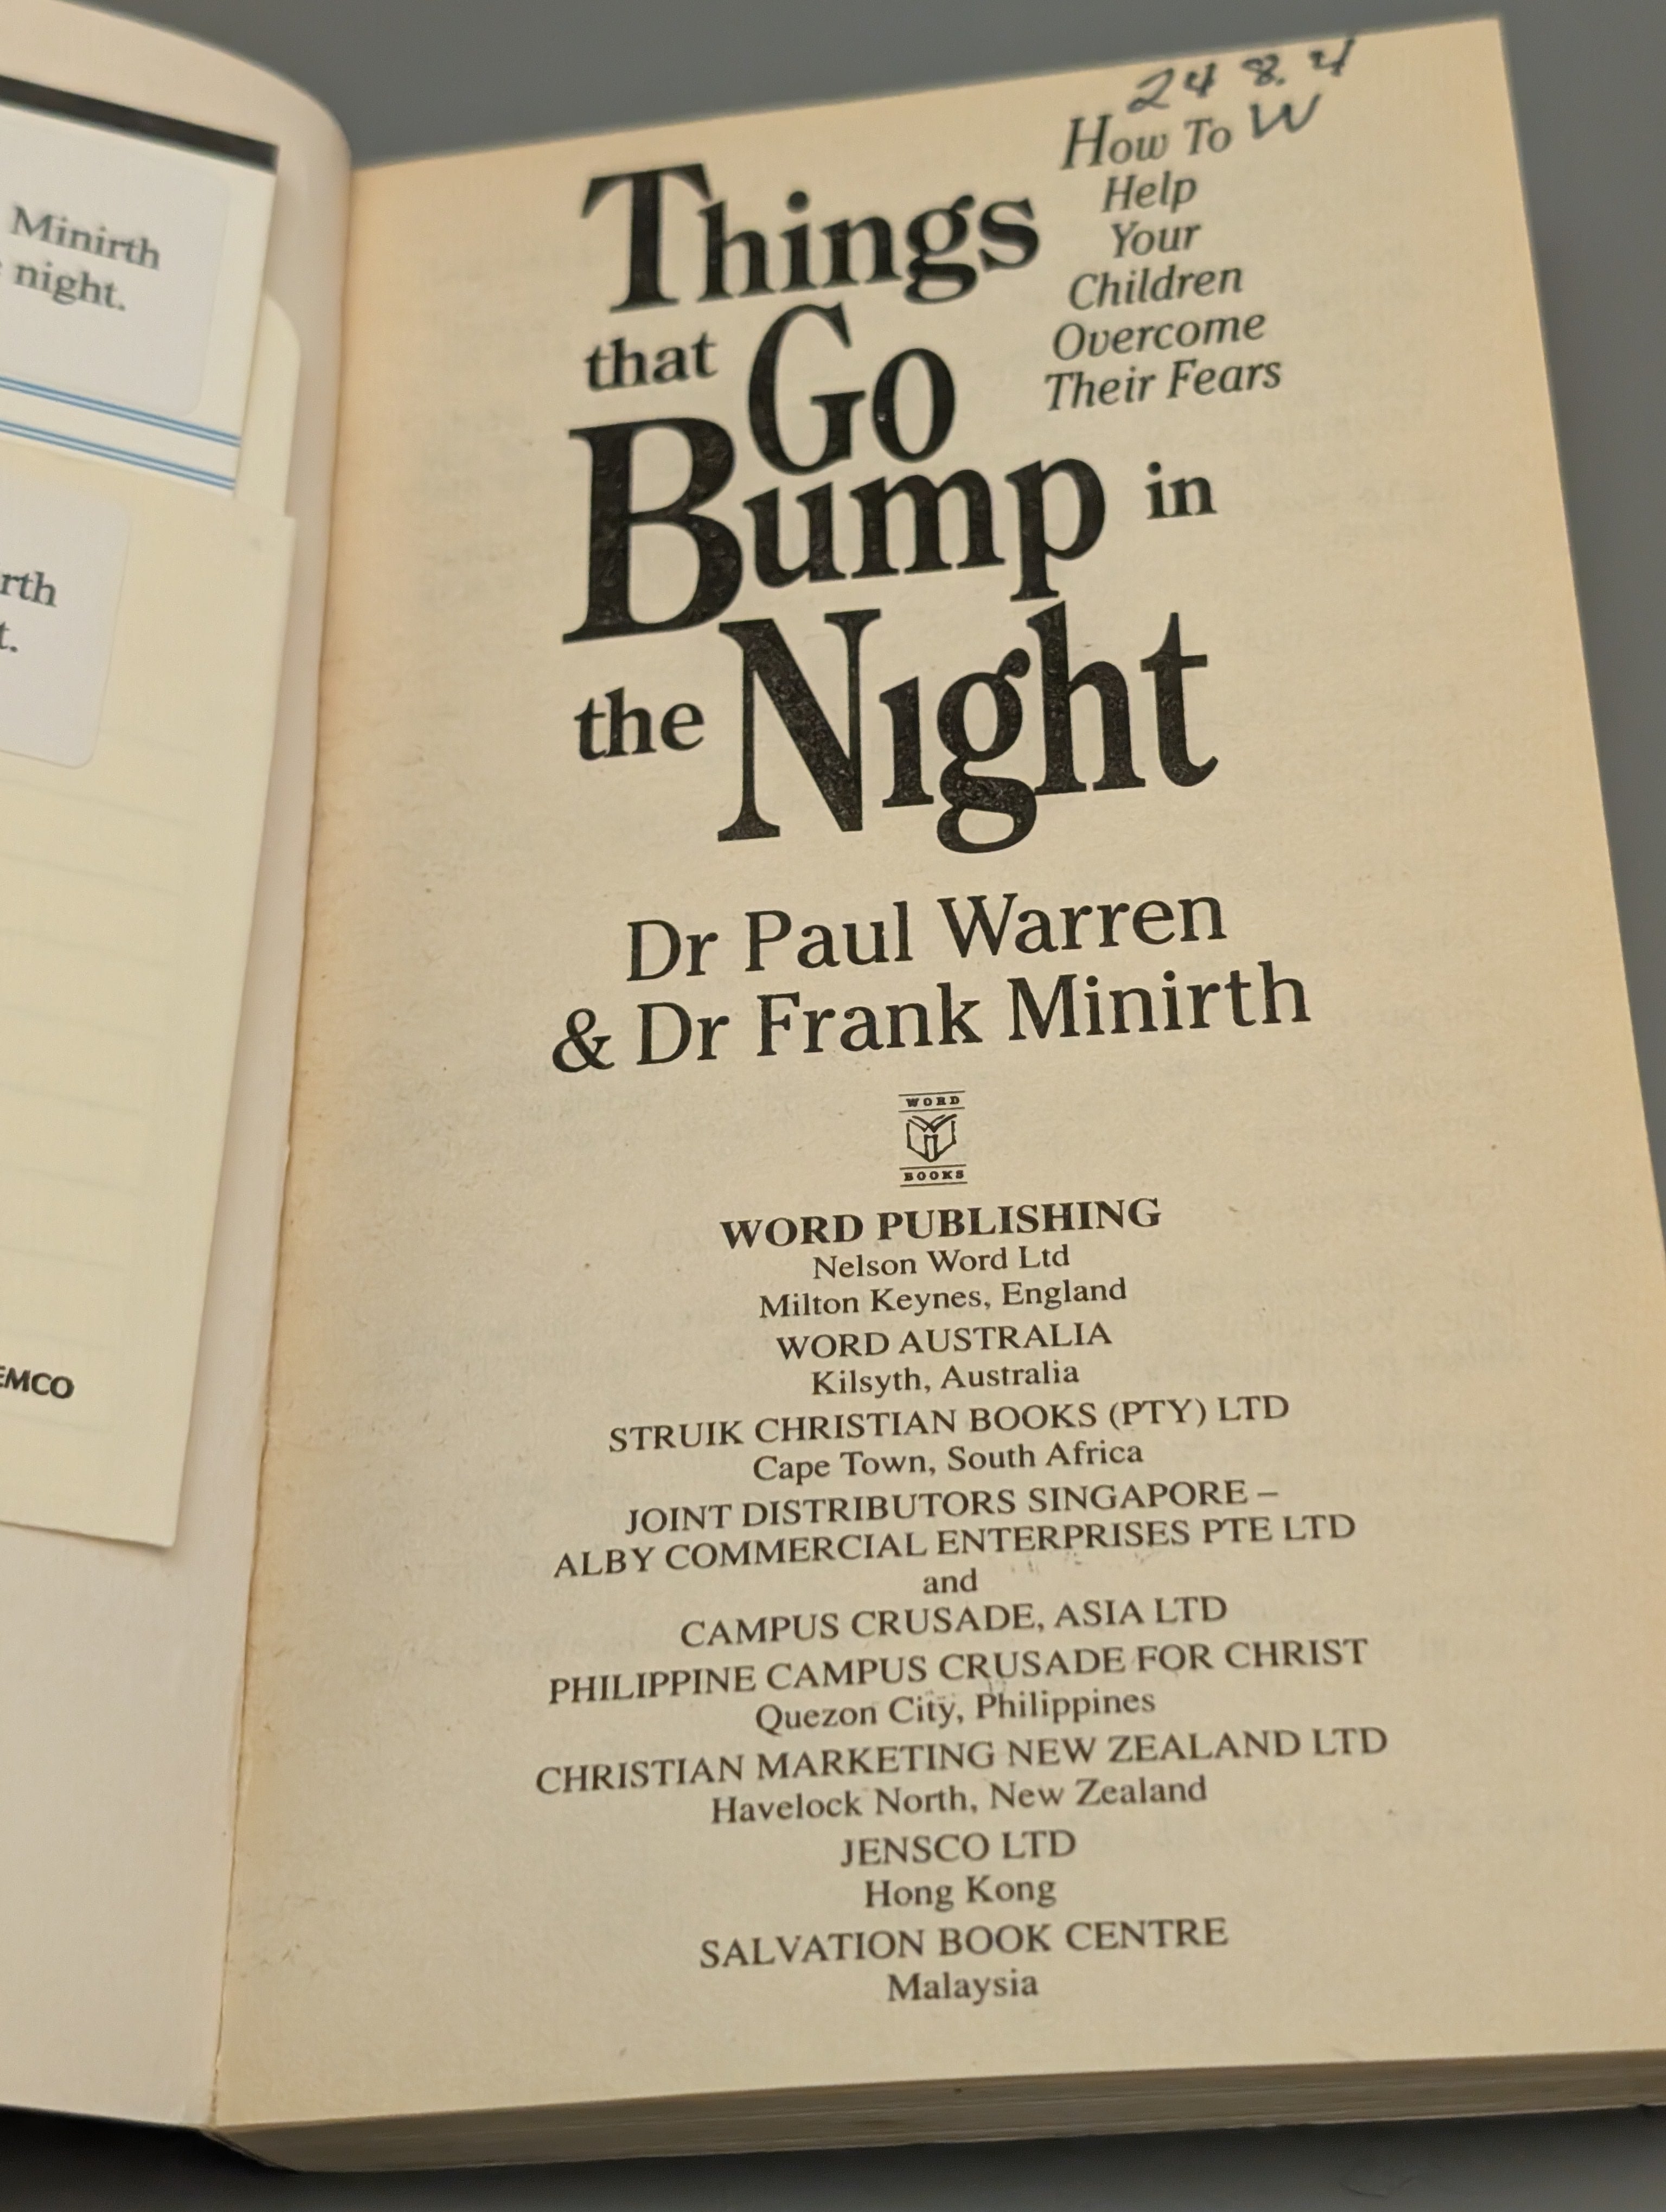 Minirth
night.
rth
t.
EMCO
24 8.4
W
How To
Help
Your
Children
Overcome
Their Fears
Things
that Go
Bump in
the Night
Dr Paul Warren
& Dr Frank Minirth
WORD
BOOKS
WORD PUBLISHING
Nelson Word Ltd
Milton Keynes, England
WORD AUSTRALIA
Kilsyth, Australia
STRUIK CHRISTIAN BOOKS (PTY) LTD
Cape Town, South Africa
JOINT DISTRIBUTORS SINGAPORE –
ALBY COMMERCIAL ENTERPRISES PTE LTD
and
CAMPUS CRUSADE, ASIA LTD
PHILIPPINE CAMPUS CRUSADE FOR CHRIST
Quezon City, Philippines
CHRISTIAN MARKETING NEW ZEALAND LTD
Havelock North, New Zealand
JENSCO LTD
Hong Kong
SALVATION BOOK CENTRE
Malaysia